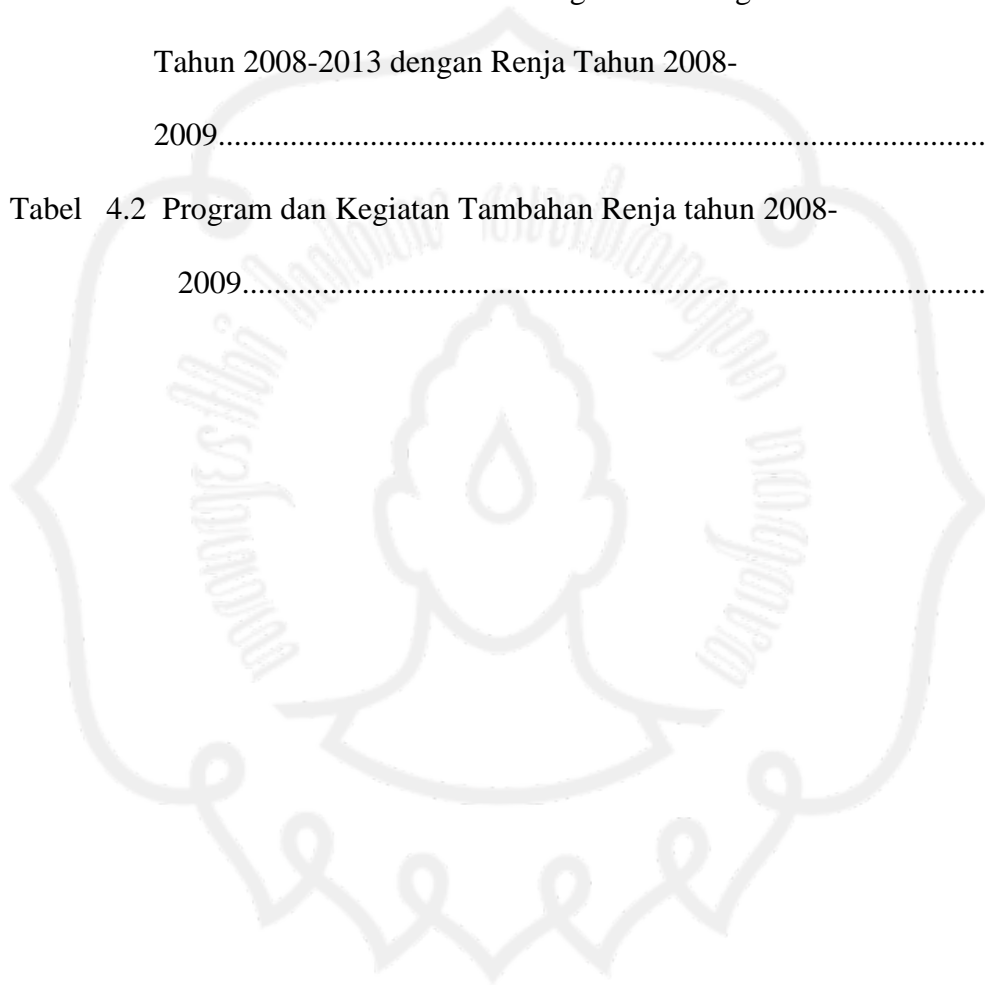 Tahun 2008-2013 dengan Renja Tahun 2008-
2009................................................................................................
Tabel 4.2 Program dan Kegiatan Tambahan Renja tahun 2008-
2009.............................................................................................